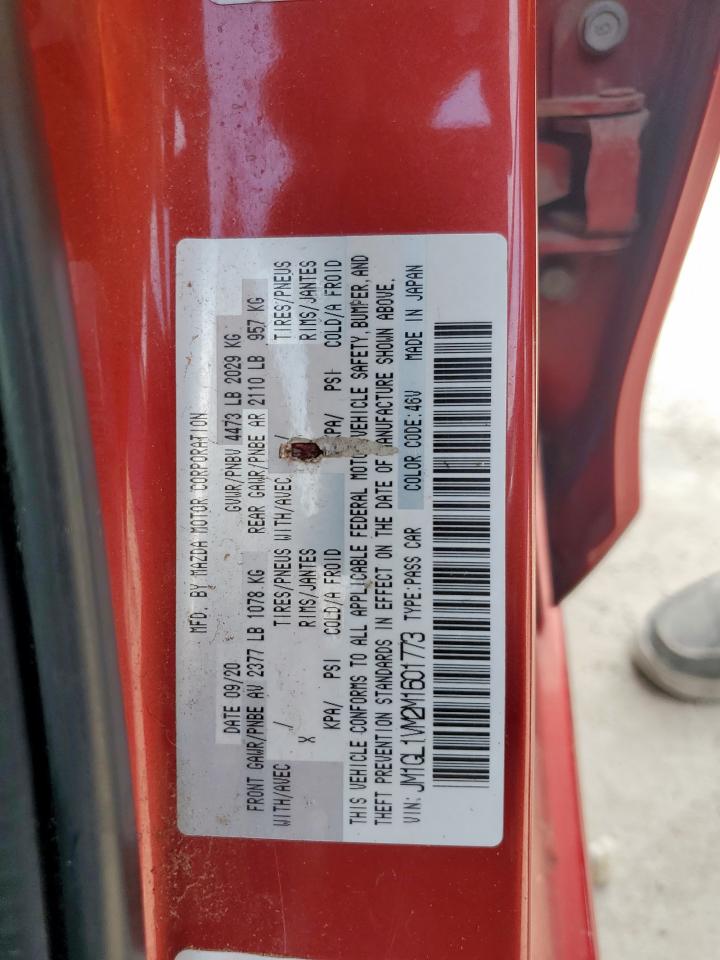 MFD. BY MAZDA MOTOR CORPORATION
DATE 09/20 GVWR/PNBV 4473 LB 2029 KG
FRONT GAWR/PNBE AV 2377 LB 1078 KG REAR GAWR/PNBE AR 2110 LB 957 KG
WITH/AVEC / TIRES/PNEUS WITH/AVEC / TIRES/PNEUS
X RIMS/JANTES RIMS/JANTES
KPA/ PSI COLD/A FROID KPA/ PSI COLD/A FROID
THIS VEHICLE CONFORMS TO ALL APPLICABLE FEDERAL MOTOR VEHICLE SAFETY, BUMPER, AND
THEFT PREVENTION STANDARDS IN EFFECT ON THE DATE OF MANUFACTURE SHOWN ABOVE.
VIN: JM1GL1VM2M1601773 TYPE:PASS CAR COLOR CODE:46V MADE IN JAPAN